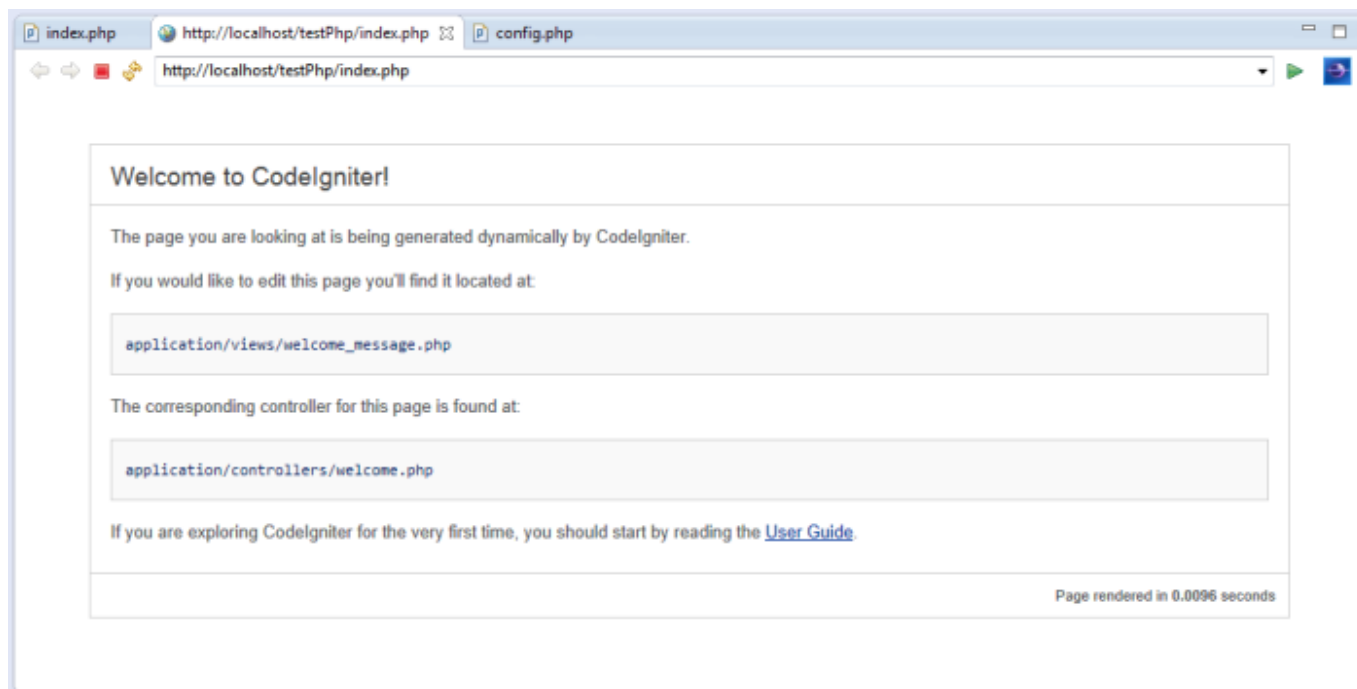 index.php http://localhost/testPhp/index.php config.php
http://localhost/testPhp/index.php
Welcome to CodeIgniter!
The page you are looking at is being generated dynamically by CodeIgniter.
If you would like to edit this page you'll find it located at:
application/views/welcome_message.php
The corresponding controller for this page is found at:
application/controllers/welcome.php
If you are exploring CodeIgniter for the very first time, you should start by reading the User Guide.
Page rendered in 0.0096 seconds